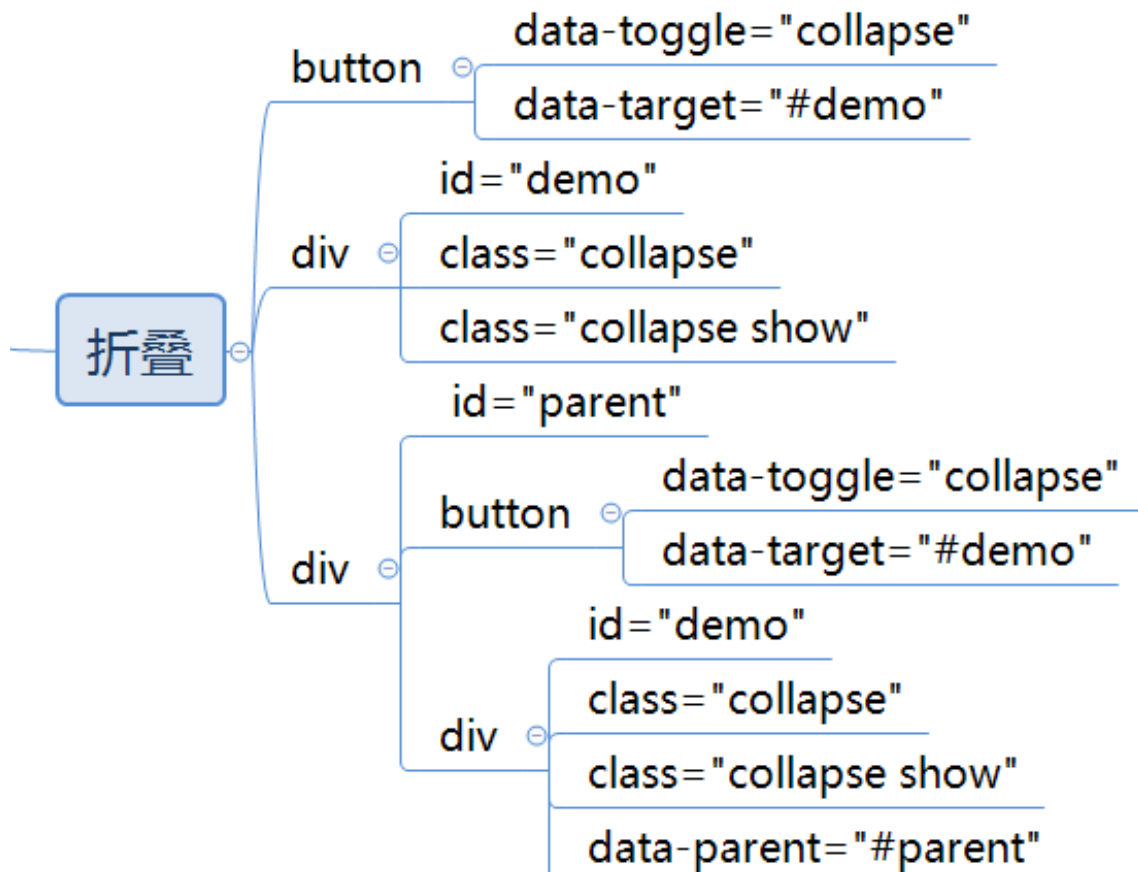 折叠
button
data-toggle="collapse"
data-target="#demo"
div
id="demo"
class="collapse"
class="collapse show"
div
id="parent"
button
data-toggle="collapse"
data-target="#demo"
div
id="demo"
class="collapse"
class="collapse show"
data-parent="#parent"